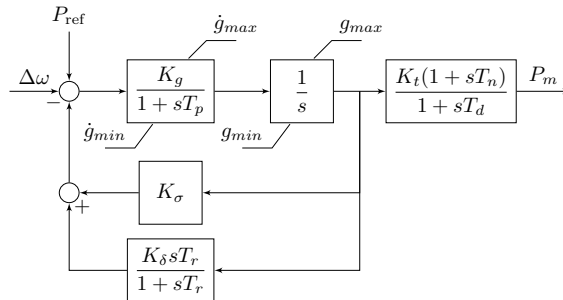 P_ref
ġ_max
g_max
Δω
−
K_g / (1 + sT_p)
1 / s
K_t(1 + sT_n) / (1 + sT_d)
P_m
ġ_min
g_min
+
K_σ
K_δ sT_r / (1 + sT_r)